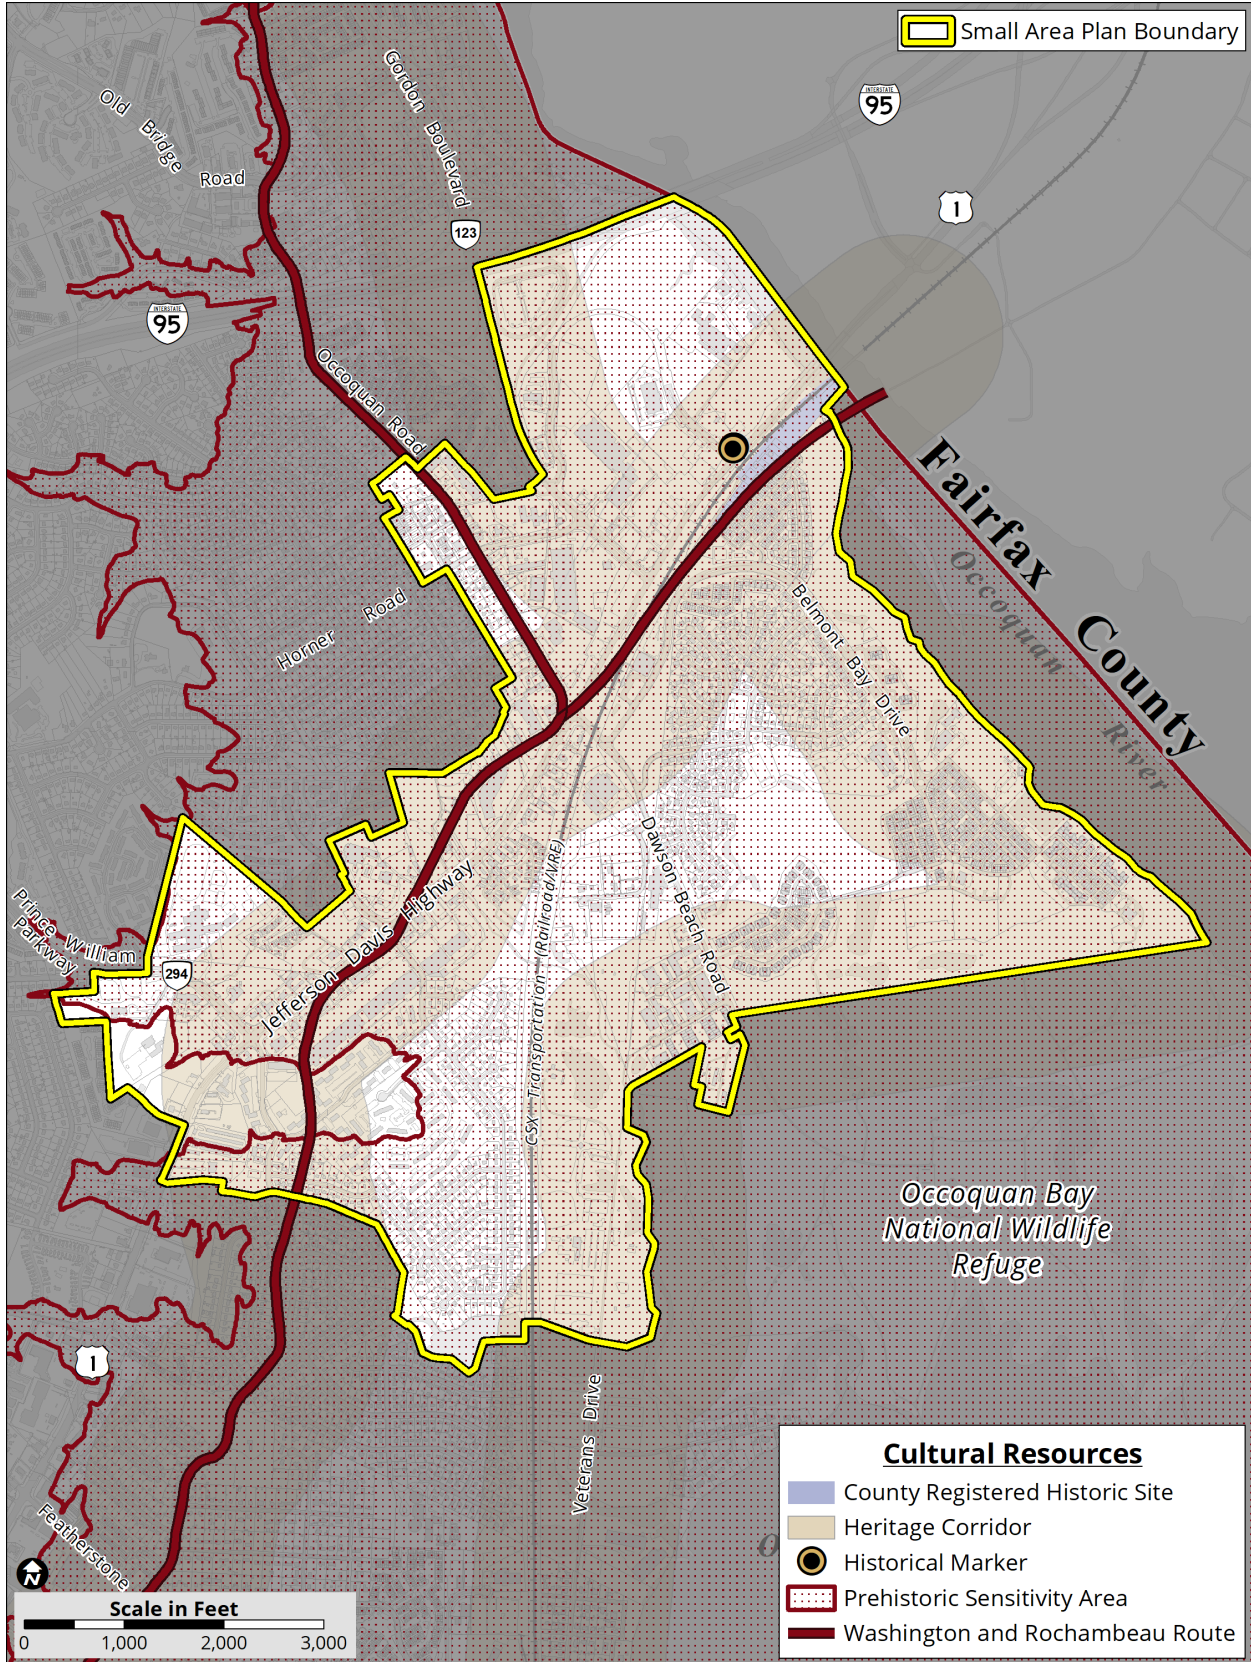 Small Area Plan Boundary
Gordon Boulevard
Old Bridge Road
INTERSTATE
95
1
123
INTERSTATE
95
Occoquan Road
Fairfax County
Occoquan River
Horner Road
Belmont Bay Drive
Dawson Beach Road
CSX Transportation (Railroad/VRE)
Jefferson Davis Highway
Prince William
Parkway
294
Occoquan Bay
National Wildlife
Refuge
1
Veterans Drive
Featherstone
O
N
Scale in Feet
0 1,000 2,000 3,000
Cultural Resources
County Registered Historic Site
Heritage Corridor
Historical Marker
Prehistoric Sensitivity Area
Washington and Rochambeau Route